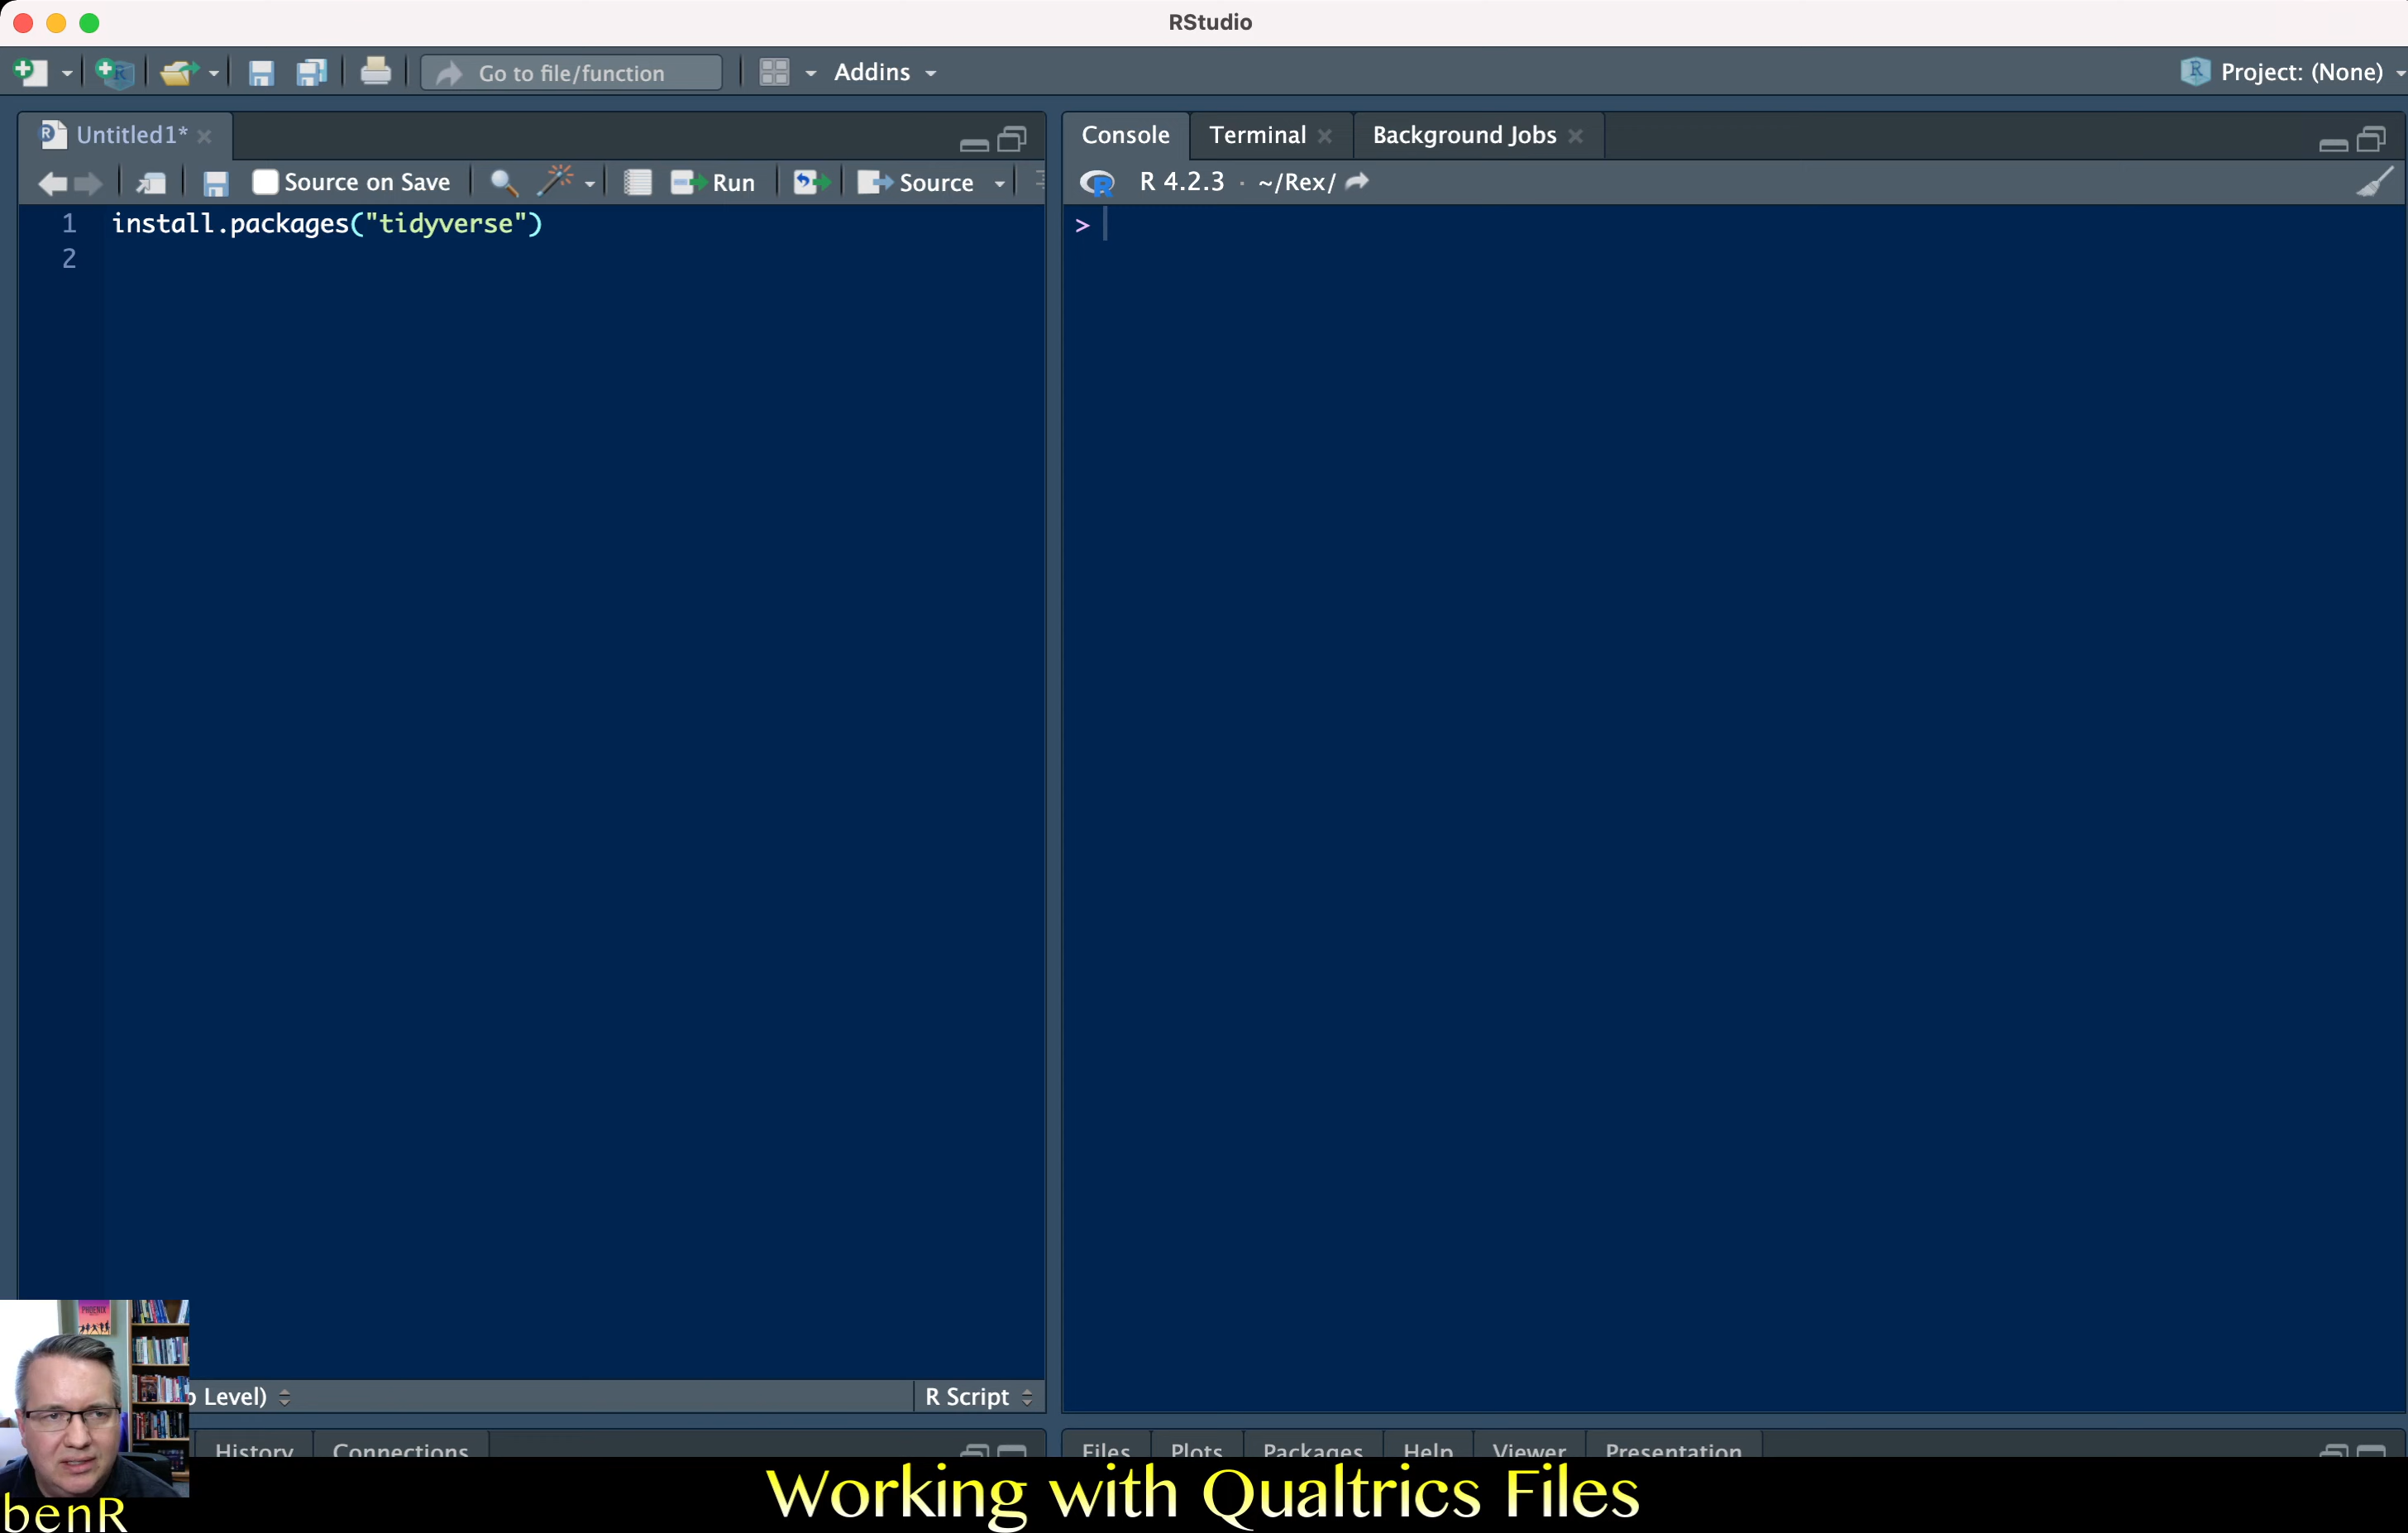 RStudio
Go to file/function
Addins
Project: (None)
Untitled1*
Console
Terminal
Background Jobs
Source on Save
Run
Source
R 4.2.3 · ~/Rex/
1 install.packages("tidyverse")
2
>
PHOENIX
Level)
R Script
History
Connections
Files
Plots
Packages
Help
Viewer
Presentation
Working with Qualtrics Files
benR